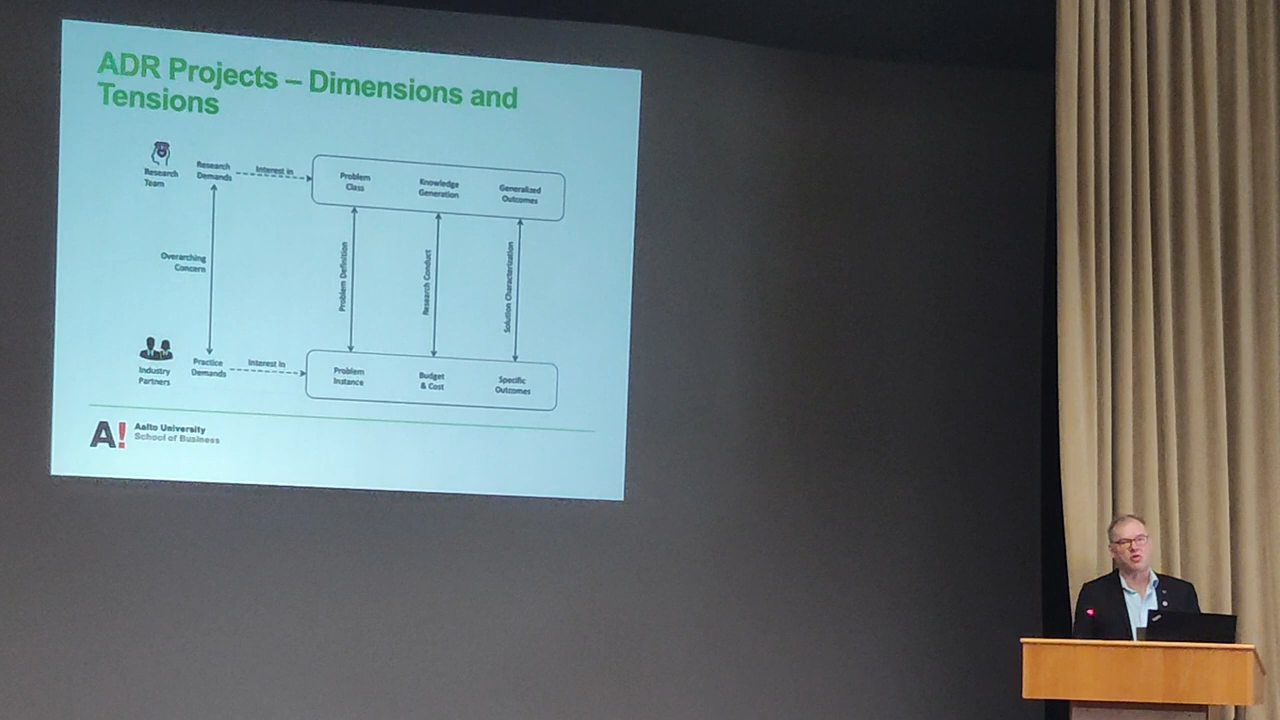 ADR Projects – Dimensions and
Tensions
Research
Team
Research
Demands
Interest in
Problem
Class
Knowledge
Generation
Generalized
Outcomes
Overarching
Concern
Problem Definition
Research Conduct
Solution Characterization
Industry
Partners
Practice
Demands
Interest in
Problem
Instance
Budget
& Cost
Specific
Outcomes
A!
Aalto University
School of Business